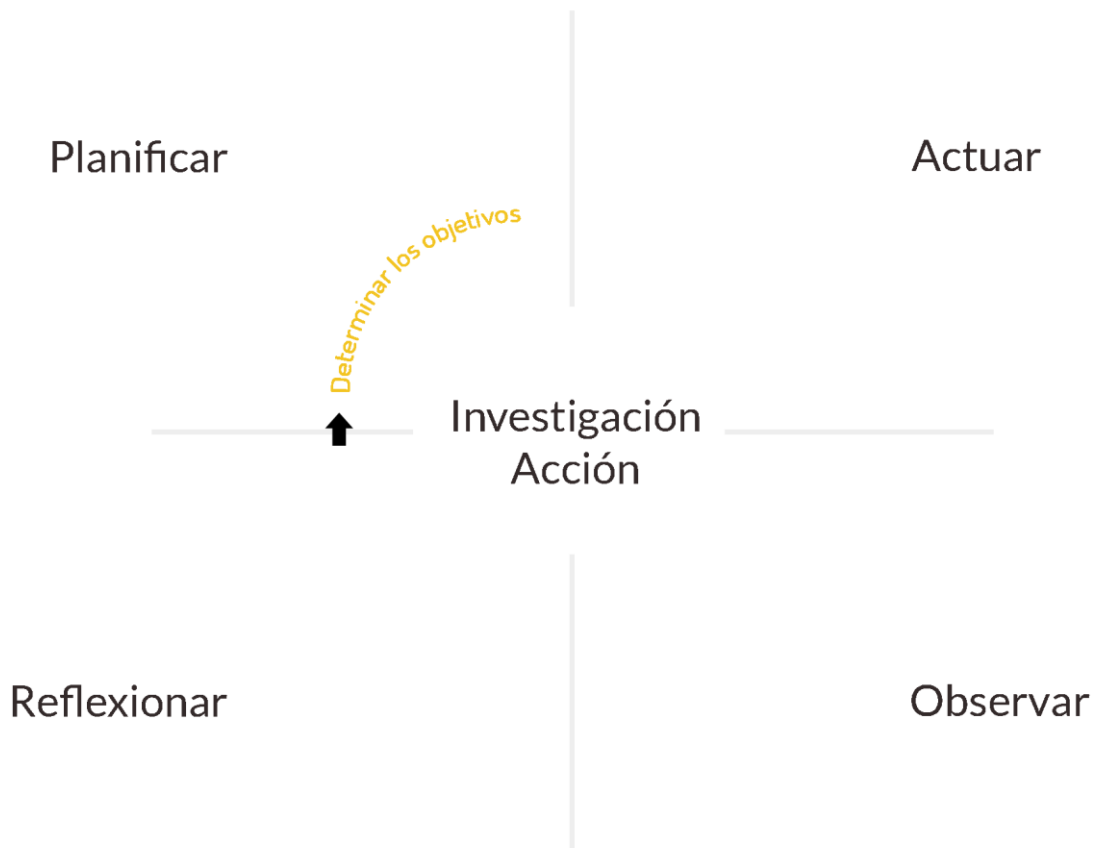 Planificar
Actuar
Determinar los objetivos
Investigación
Acción
Reflexionar
Observar